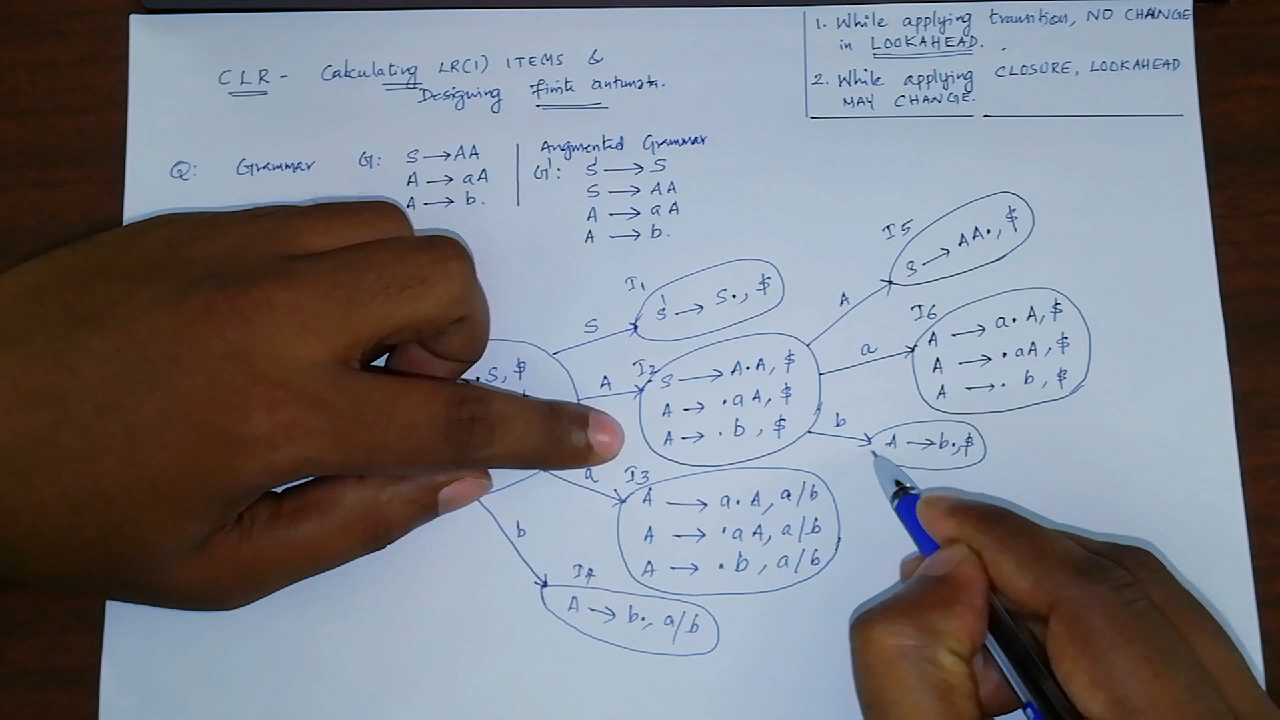 1. While applying transition, NO CHANGE
in LOOKAHEAD.
2. While applying CLOSURE, LOOKAHEAD
MAY CHANGE.
CLR - Calculating LR(1) ITEMS &
Designing finite automata.
Q: Grammar G: S → AA
A → aA
A → b.
Augmented Grammar
G': S' → S
S → AA
A → aA
A → b.
I1
S' → S., $
S
.S, $
A
I2
S → A.A, $
A → .aA, $
A → .b, $
a
I3
A → a.A, a/b
A → .aA, a/b
A → .b, a/b
b
I4
A → b., a/b
A
I5
S → AA., $
a
I6
A → a.A, $
A → .aA, $
A → .b, $
b
A → b., $